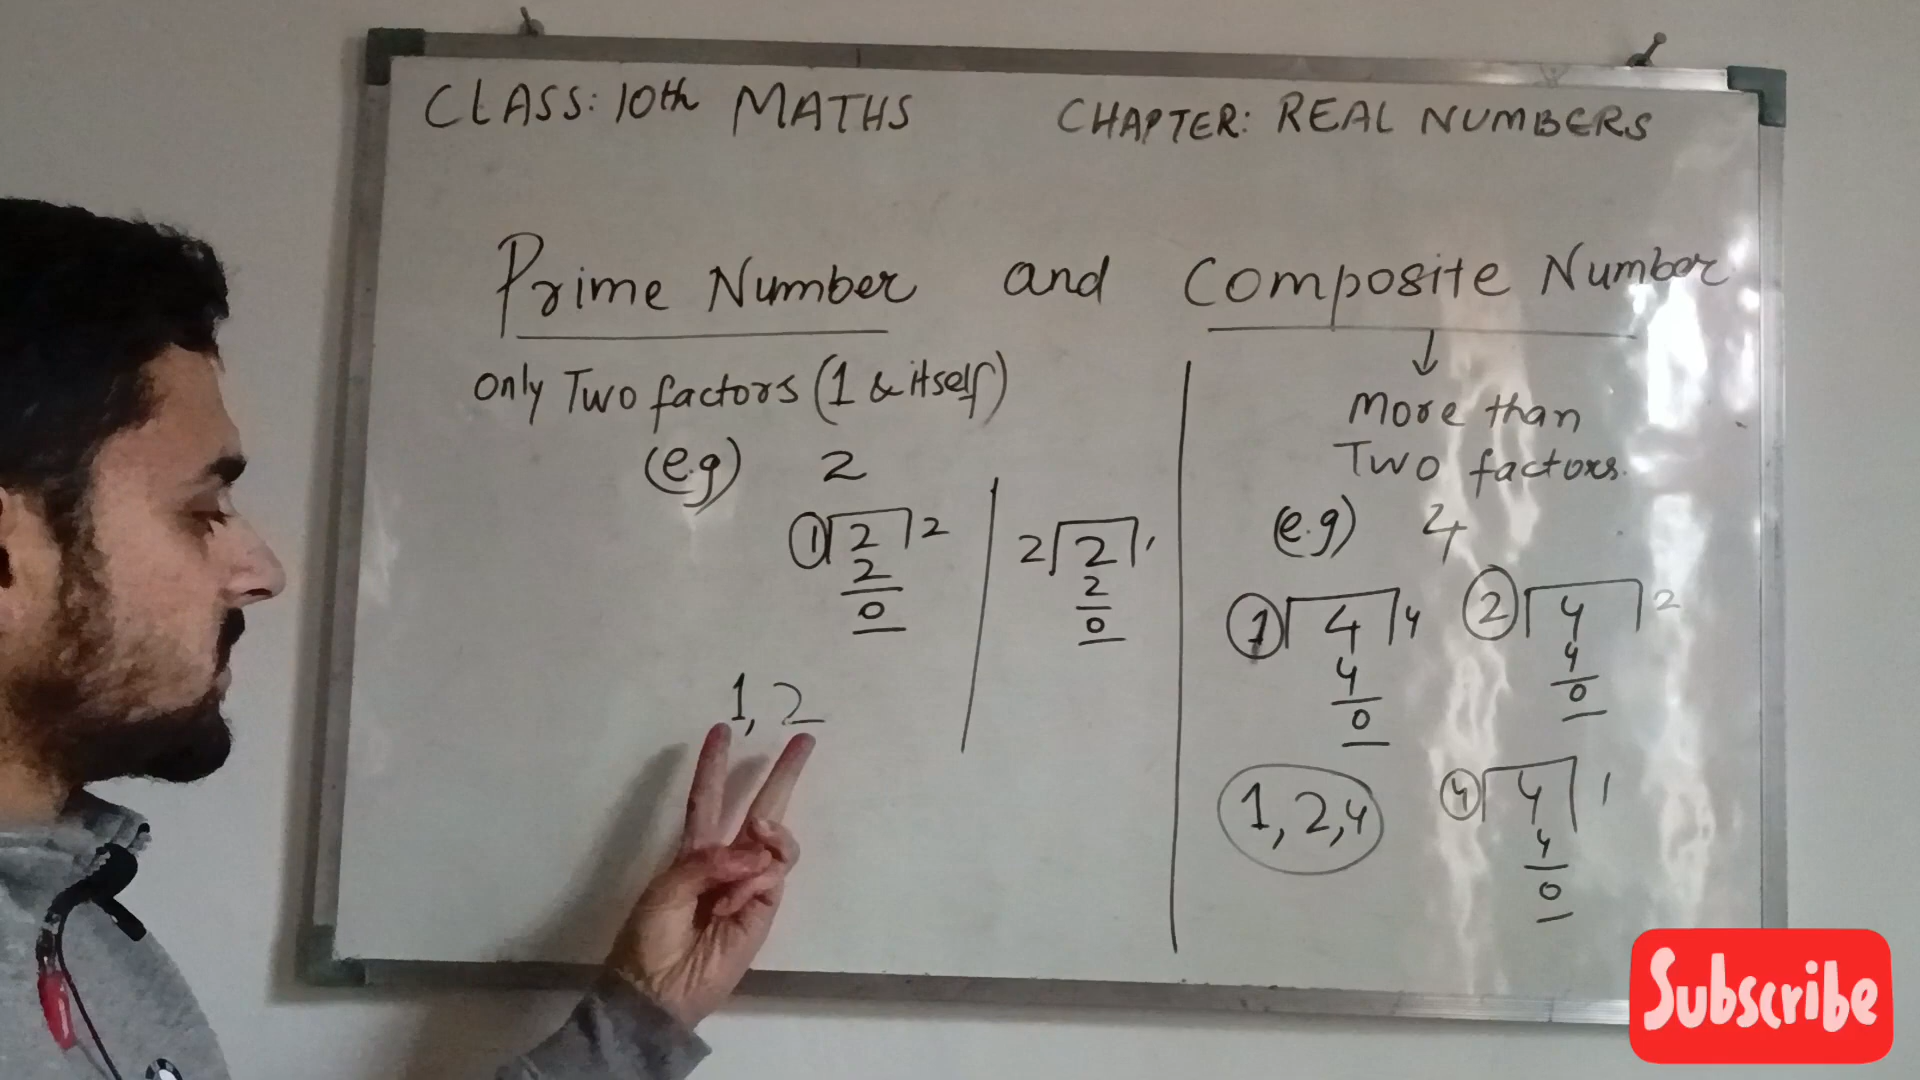 CLASS: 10th MATHS CHAPTER: REAL NUMBERS
Prime Number and Composite Number
only Two factors (1 & itself)
(e.g) 2
1 2 2
2
0
2 2 1
2
0
1, 2
More than
Two factors.
(e.g) 4
1 4 4
4
0
2 4 2
4
0
1, 2, 4
4 4 1
4
0
Subscribe